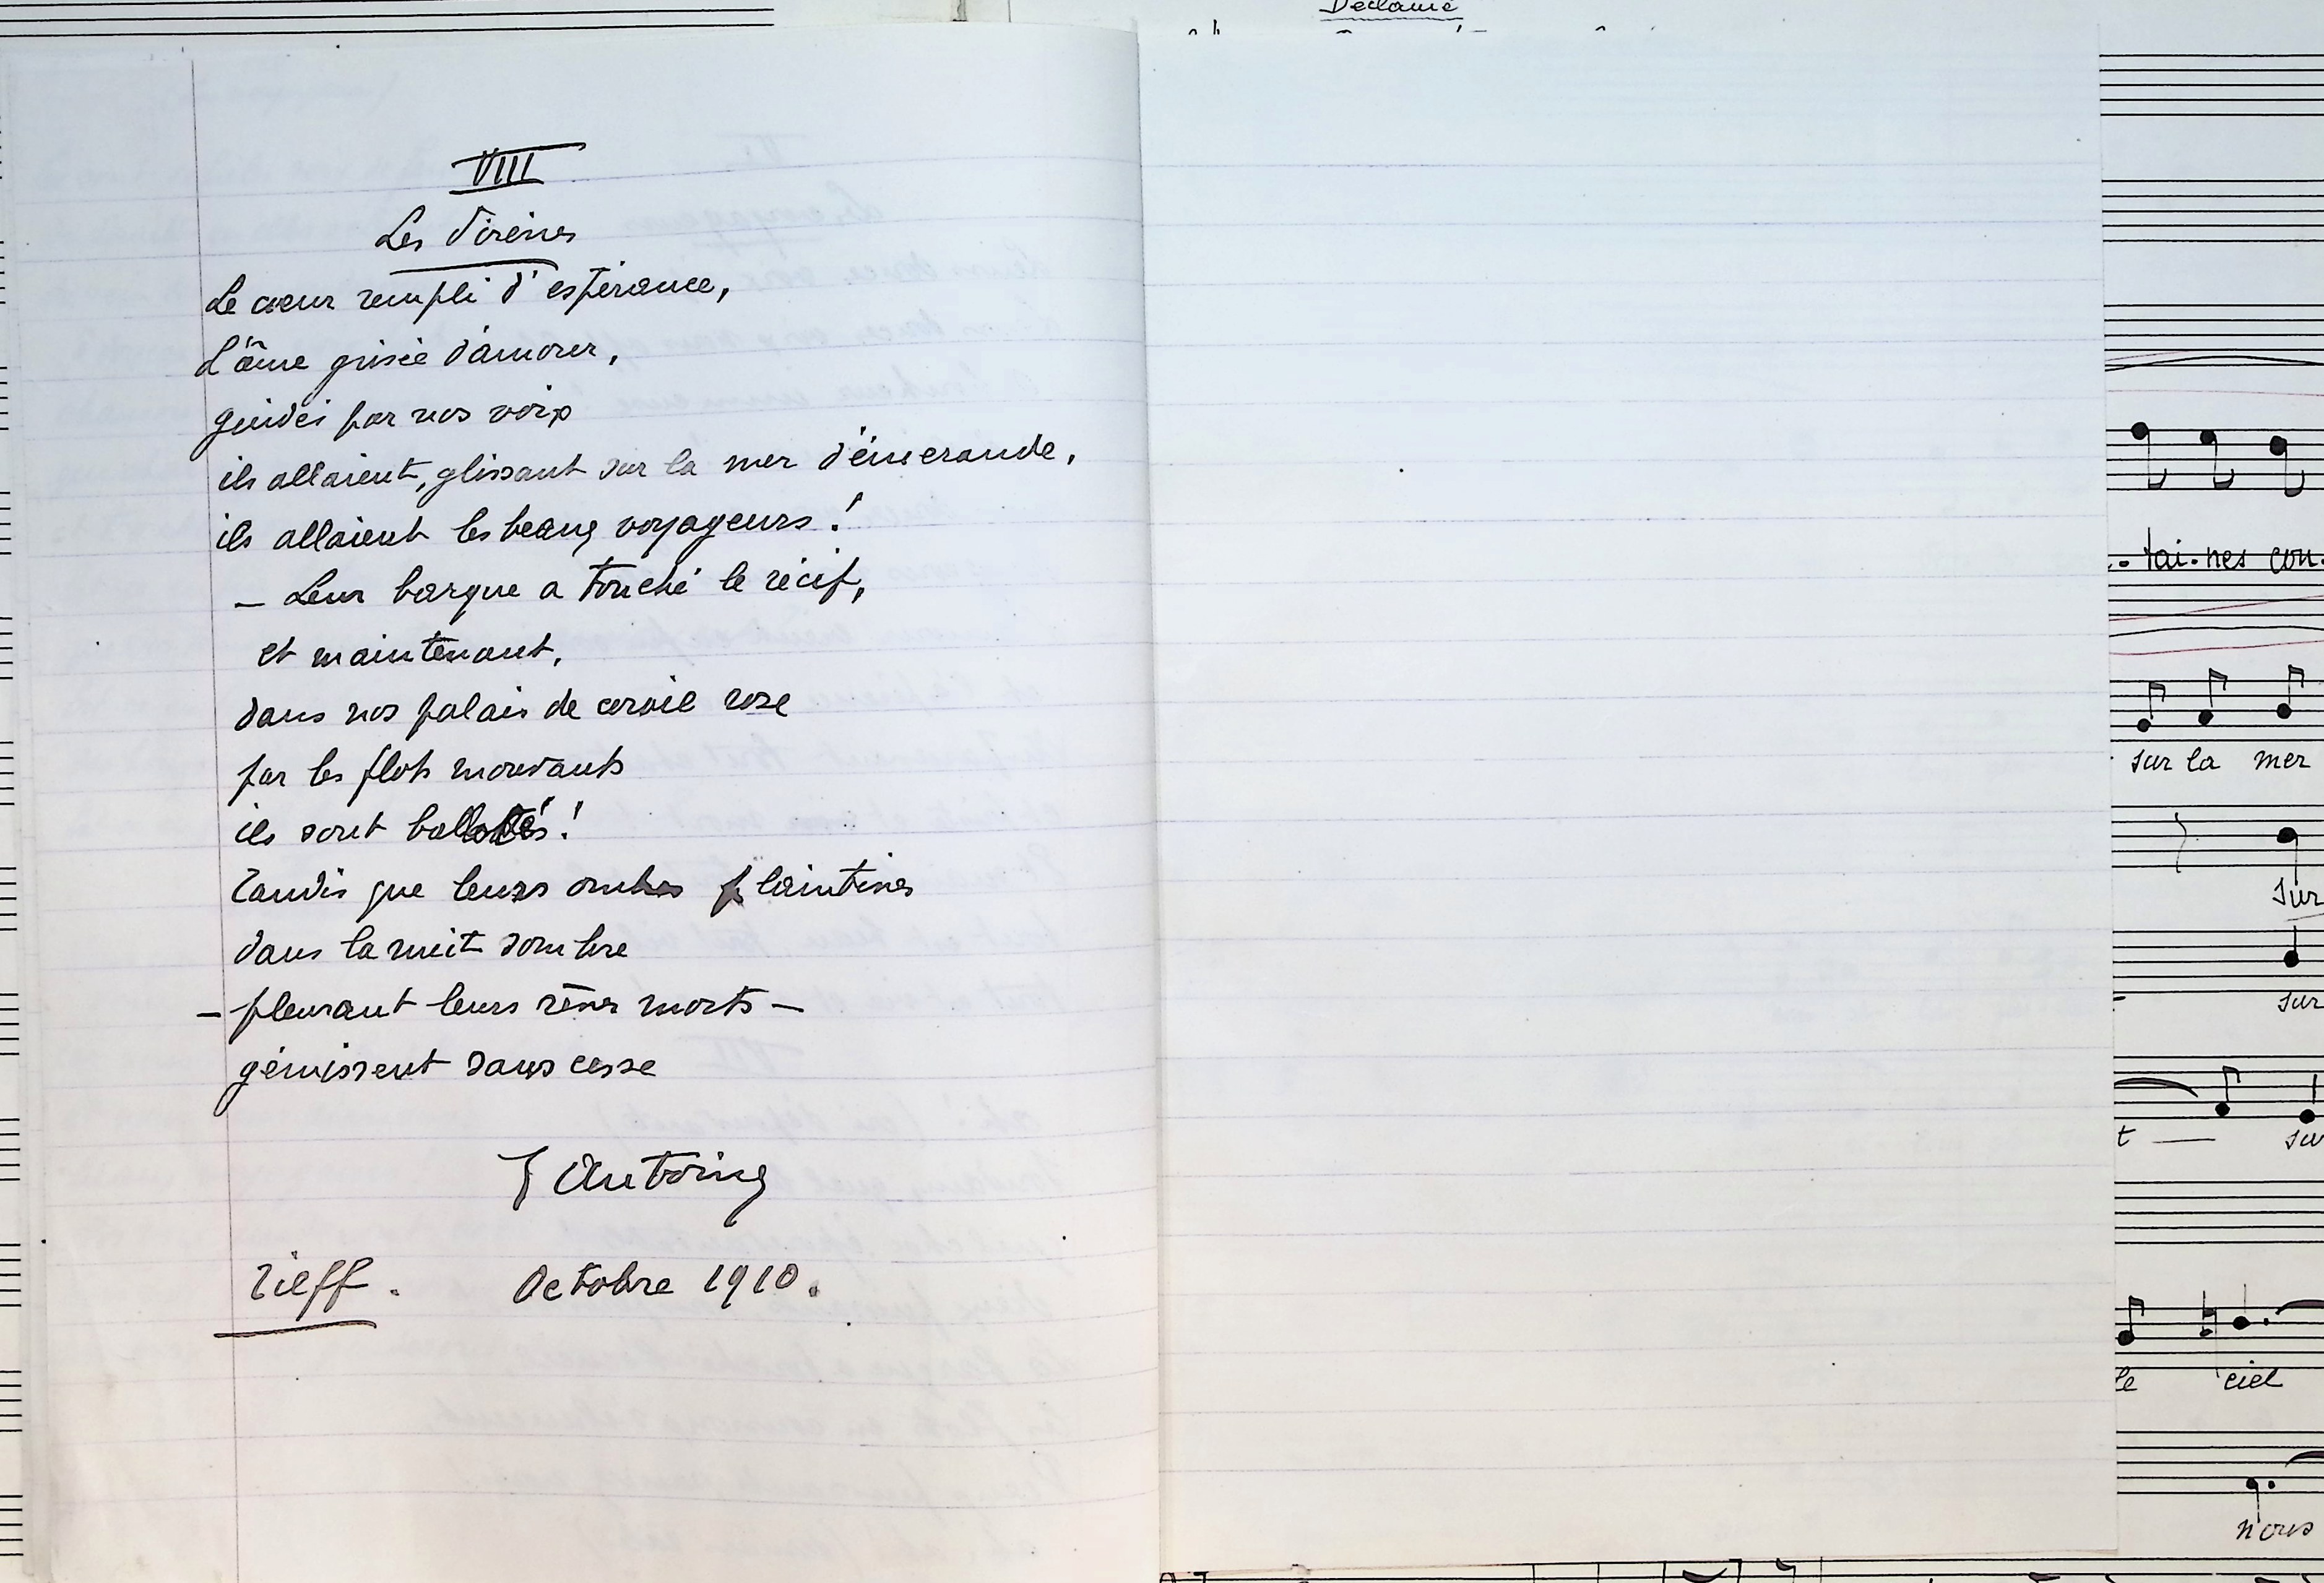 Déclamé
VIII
Les Sirènes
Le cœur rempli d'espérance,
L'âme grisée d'amour,
guidés par nos voix
ils allaient, glissant sur la mer d'émeraude,
ils allaient les beaux voyageurs !
— Leur barque a touché le récif,
et maintenant,
dans nos palais de corail rose
par les flots mouvants
ils sont ballotés !
Tandis que leurs ombres plaintives
dans la nuit sombre
— pleurant leurs rêves morts —
gémissent sans cesse
J Antoine
Kieff. Octobre 1910.
- tai - nes con -
sur la mer
sur
sur
t — su
le ciel
nous